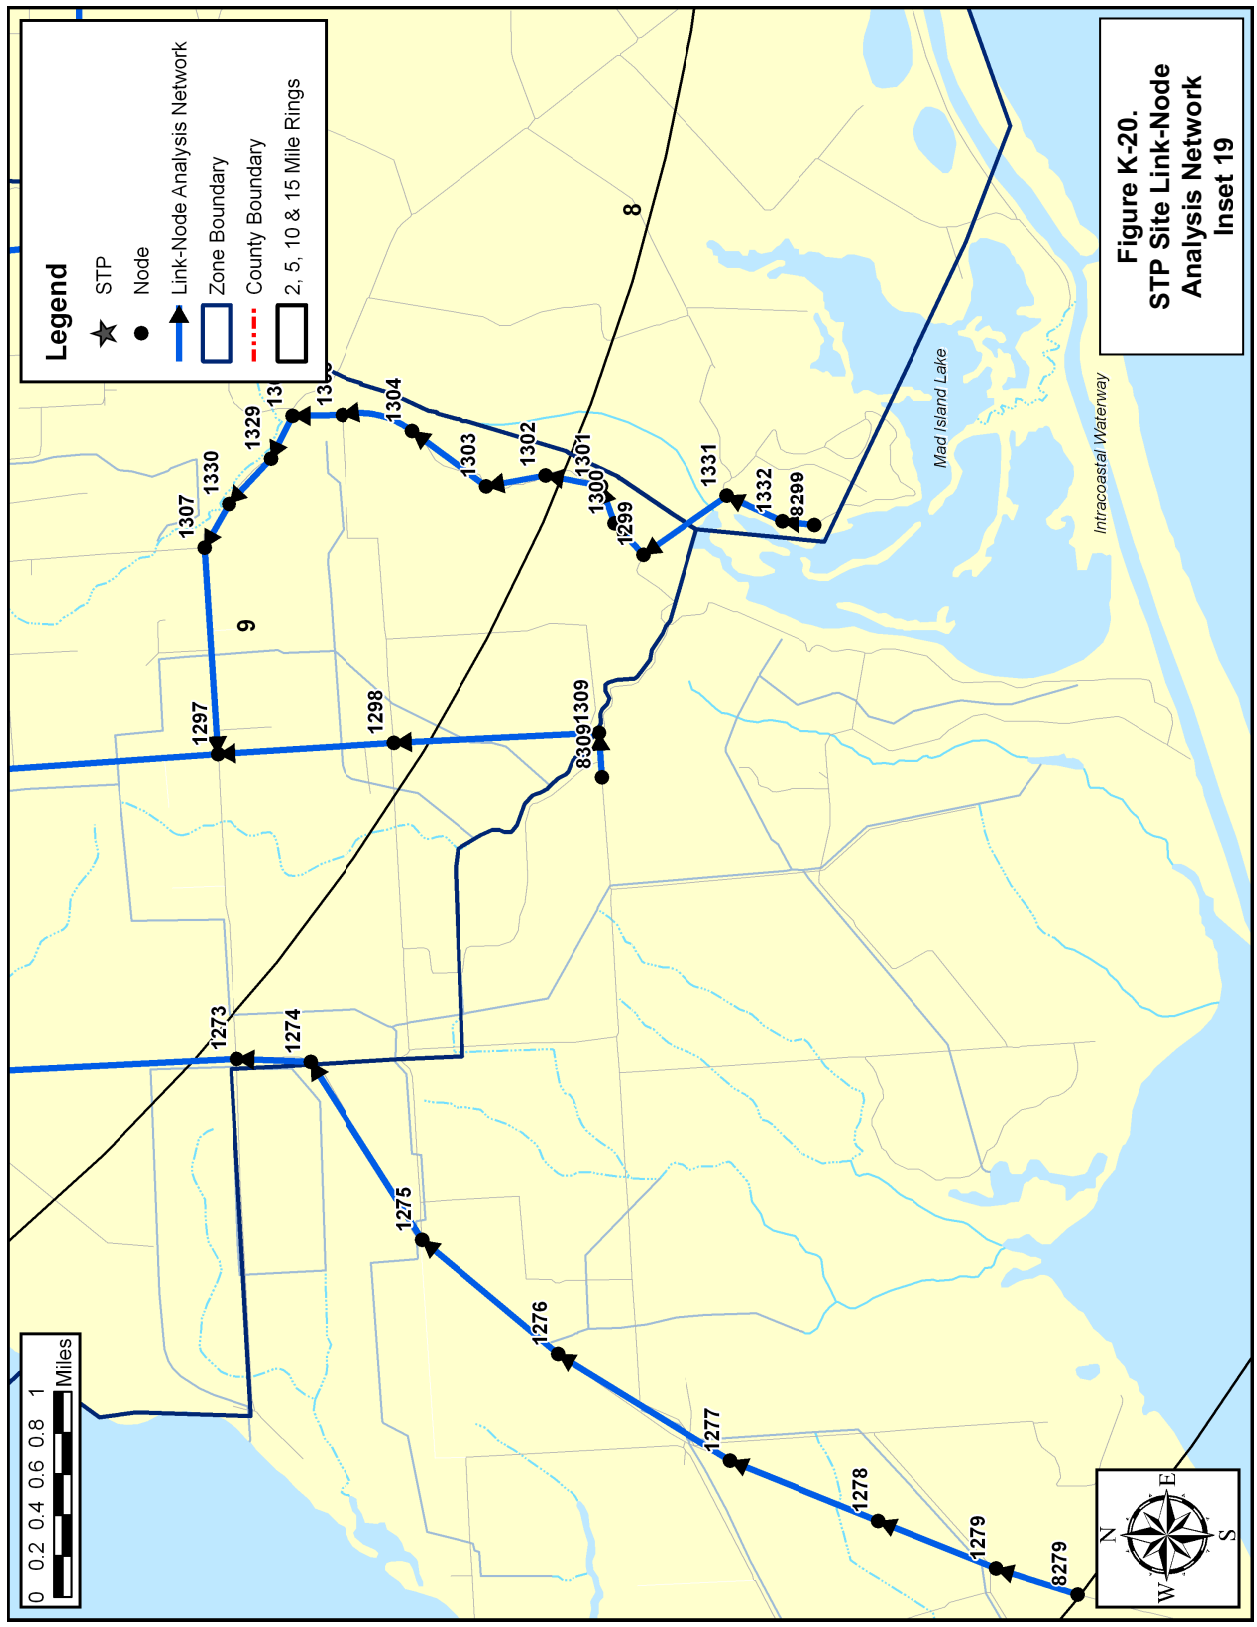 Legend
STP
Node
Link-Node Analysis Network
Zone Boundary
County Boundary
2, 5, 10 & 15 Mile Rings
Figure K-20.
STP Site Link-Node
Analysis Network
Inset 19
8
9
1304
1329
1330
1307
1303
1302
1301
1300
1299
1331
1332
8299
Mad Island Lake
Intracoastal Waterway
1297
1298
1309
8309
1273
1274
1275
1276
1277
1278
1279
8279
0 0.2 0.4 0.6 0.8 1
Miles
N
W E
S